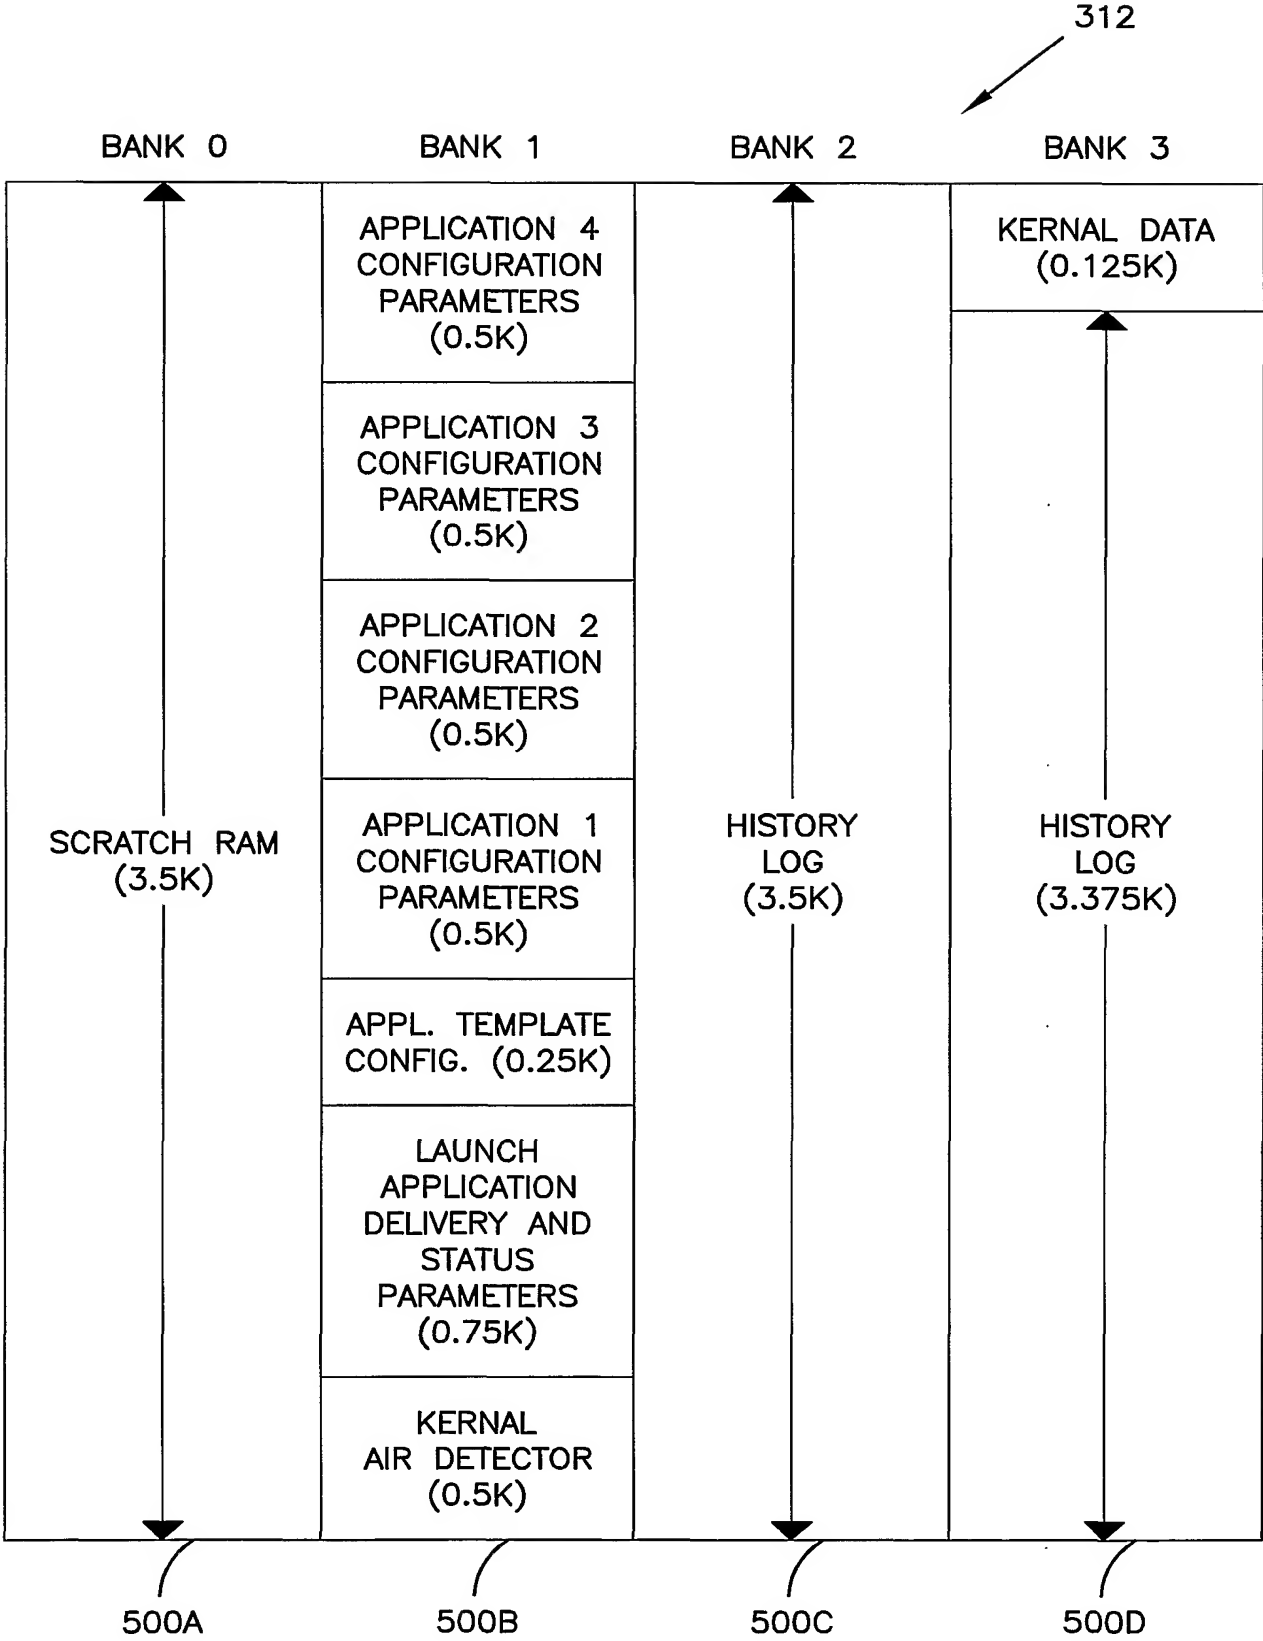 312
BANK 0
BANK 1
BANK 2
BANK 3
SCRATCH RAM
(3.5K)
APPLICATION 4
CONFIGURATION
PARAMETERS
(0.5K)
APPLICATION 3
CONFIGURATION
PARAMETERS
(0.5K)
APPLICATION 2
CONFIGURATION
PARAMETERS
(0.5K)
APPLICATION 1
CONFIGURATION
PARAMETERS
(0.5K)
APPL. TEMPLATE
CONFIG. (0.25K)
LAUNCH
APPLICATION
DELIVERY AND
STATUS
PARAMETERS
(0.75K)
KERNAL
AIR DETECTOR
(0.5K)
HISTORY
LOG
(3.5K)
KERNAL DATA
(0.125K)
HISTORY
LOG
(3.375K)
500A
500B
500C
500D